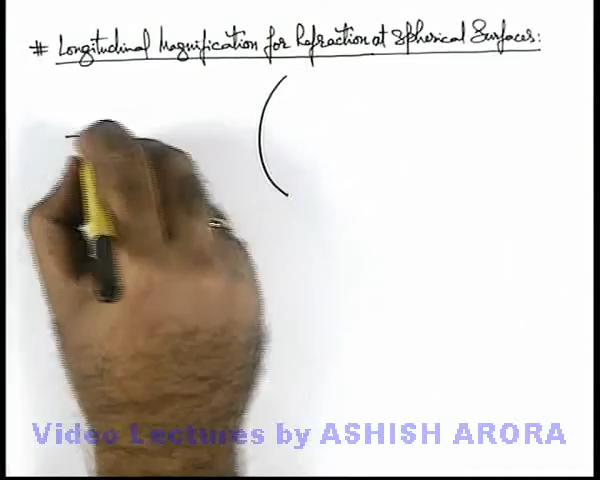 # Longitudinal Magnification for Refraction at Spherical Surfaces:
Video Lectures by ASHISH ARORA